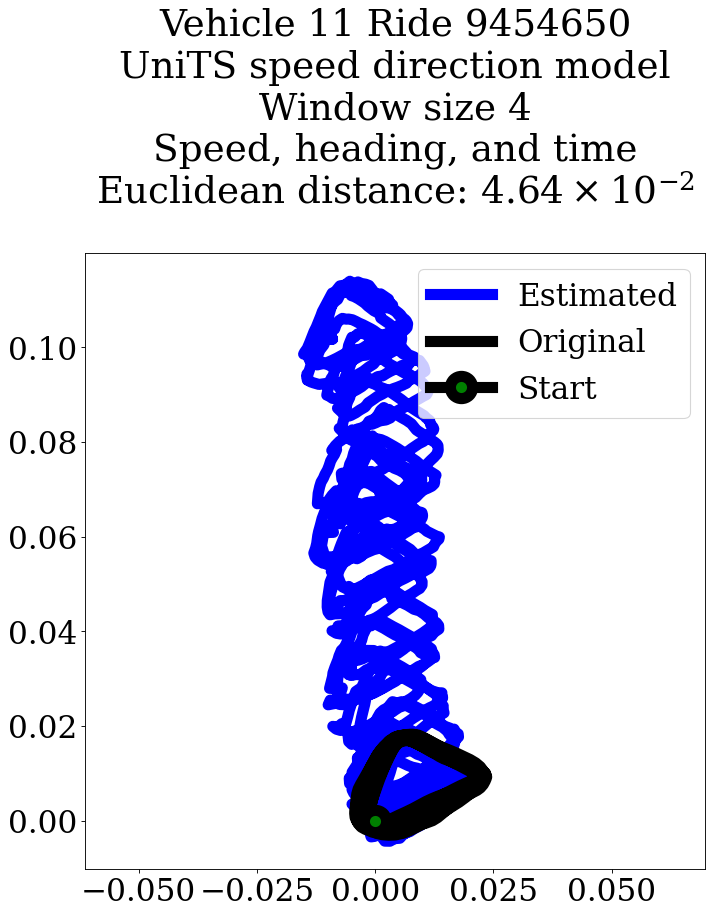 Vehicle 11 Ride 9454650
UniTS speed direction model
Window size 4
Speed, heading, and time
Euclidean distance: 4.64 × 10⁻²
Estimated
Original
Start
0.10
0.08
0.06
0.04
0.02
0.00
−0.050 −0.025 0.000 0.025 0.050